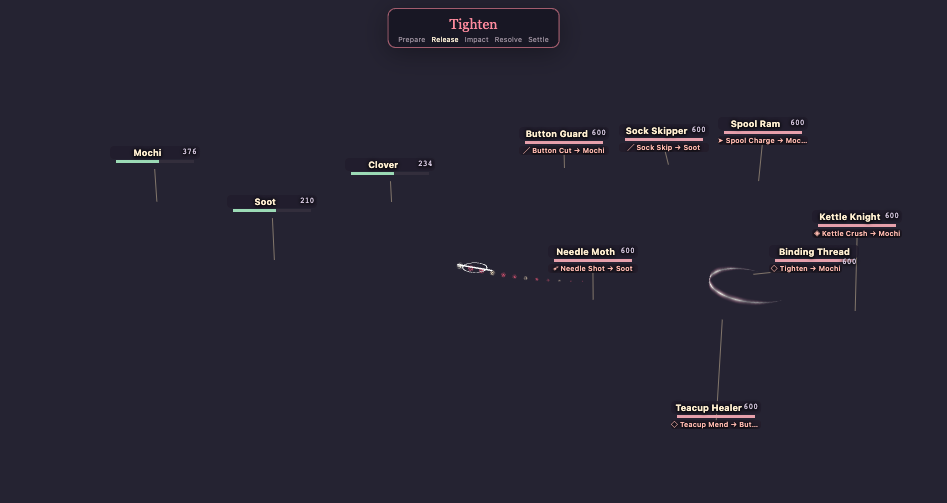 Tighten
Prepare Release Impact Resolve Settle
Mochi 376
Soot 210
Clover 234
Button Guard 600
Button Cut → Mochi
Sock Skipper 600
Sock Skip → Soot
Spool Ram 600
Spool Charge → Moc...
Kettle Knight 600
Kettle Crush → Mochi
Needle Moth 600
Needle Shot → Soot
Binding Thread 600
Tighten → Mochi
Teacup Healer 600
Teacup Mend → But...